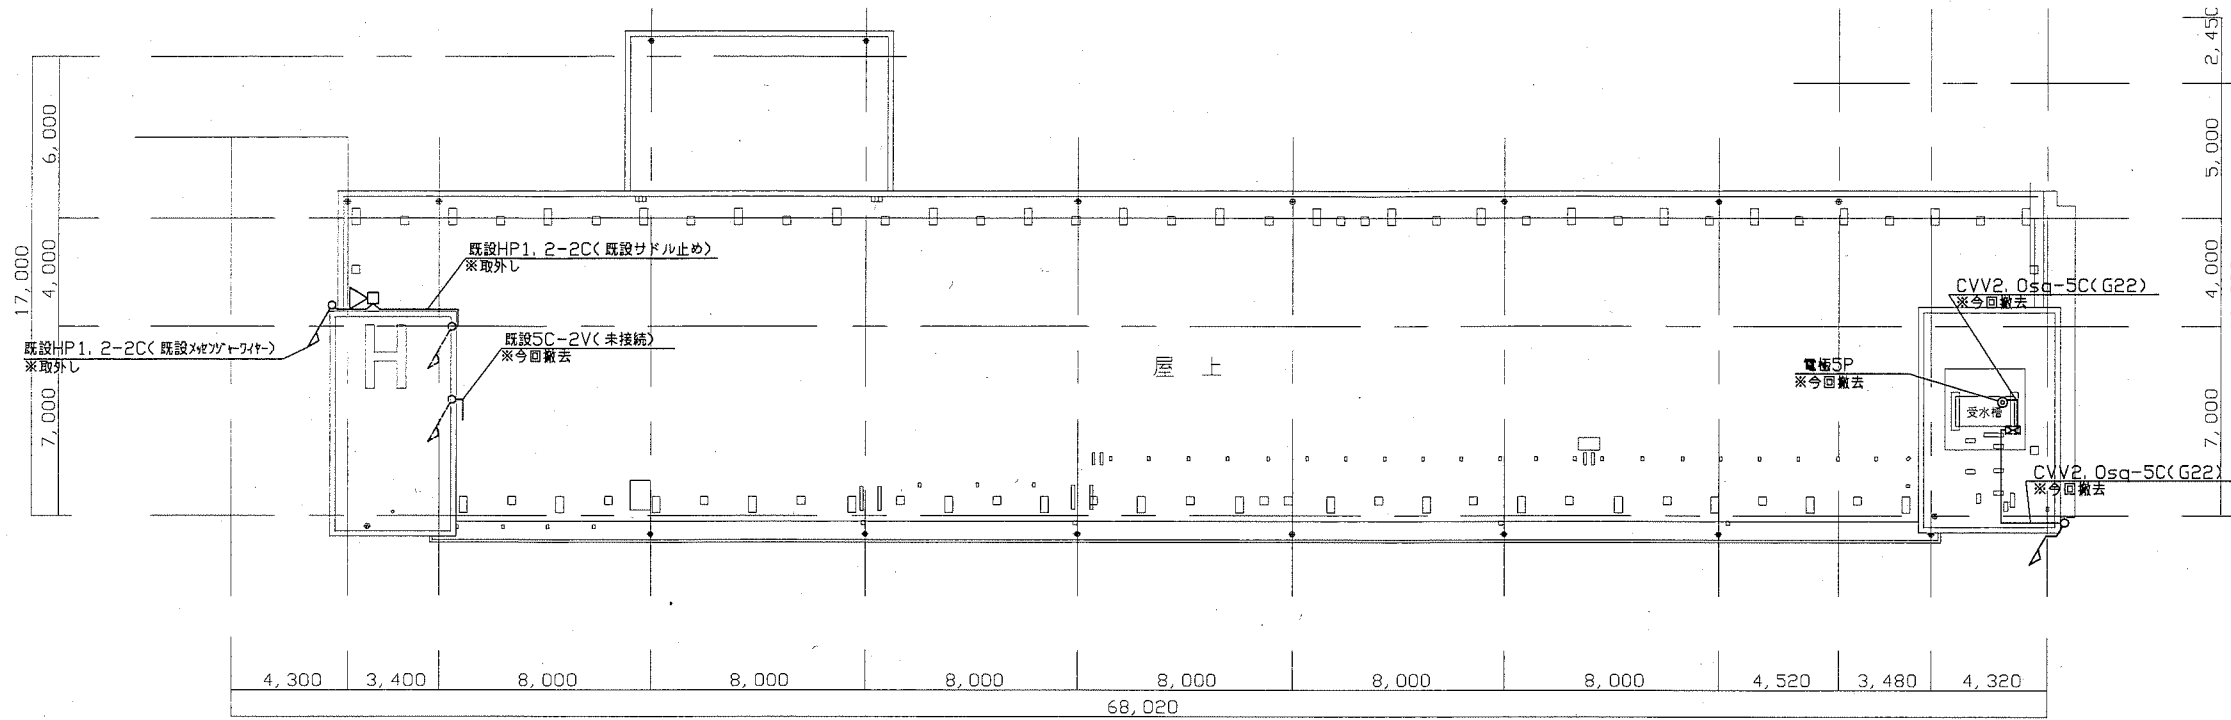 2,450
6,000
5,000
17,000
4,000
4,000
7,000
7,000
既設HP1.2-2C(既設サドル止め)
※取外し
既設HP1.2-2C(既設メッセンジャーワイヤー)
※取外し
既設5C-2V(未接続)
※今回撤去
H
屋上
CVV2.0sq-5C(G22)
※今回撤去
電極5P
※今回撤去
受水槽
CVV2.0sq-5C(G22)
※今回撤去
4,300
3,400
8,000
8,000
8,000
8,000
8,000
8,000
4,520
3,480
4,320
68,020